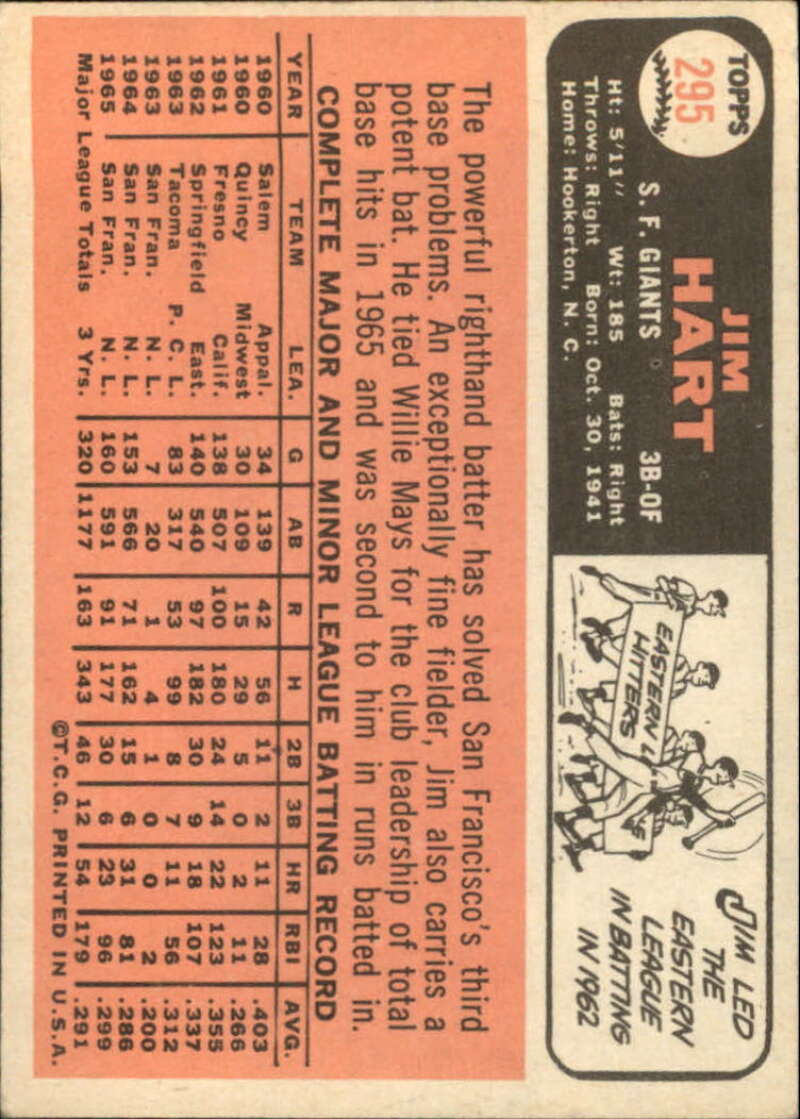 TOPPS
295
JIM
HART
S. F. GIANTS 3B-OF
Ht: 5'11" Wt: 185 Bats: Right
Throws: Right Born: Oct. 30, 1941
Home: Hookerton, N. C.
EASTERN L
HITTERS
JIM LED
THE
EASTERN
LEAGUE
IN BATTING
IN 1962
The powerful righthand batter has solved San Francisco's third
base problems. An exceptionally fine fielder, Jim also carries a
potent bat. He tied Willie Mays for the club leadership of total
base hits in 1965 and was second to him in runs batted in.
COMPLETE MAJOR AND MINOR LEAGUE BATTING RECORD
YEAR TEAM LEA. G AB R H 2B 3B HR RBI AVG.
1960 Salem Appal. 34 139 42 56 11 2 11 28 .403
1960 Quincy Midwest 30 109 15 29 5 0 2 11 .266
1961 Fresno Calif. 138 507 100 180 24 14 22 123 .355
1962 Springfield East. 140 540 97 182 30 9 18 107 .337
1963 Tacoma P. C. L. 83 317 53 99 8 7 11 56 .312
1963 San Fran. N. L. 7 20 1 4 1 0 0 2 .200
1964 San Fran. N. L. 153 566 71 162 15 6 31 81 .286
1965 San Fran. N. L. 160 591 91 177 30 6 23 96 .299
Major League Totals 3 Yrs. 320 1177 163 343 46 12 54 179 .291
©T.C.G. PRINTED IN U.S.A.